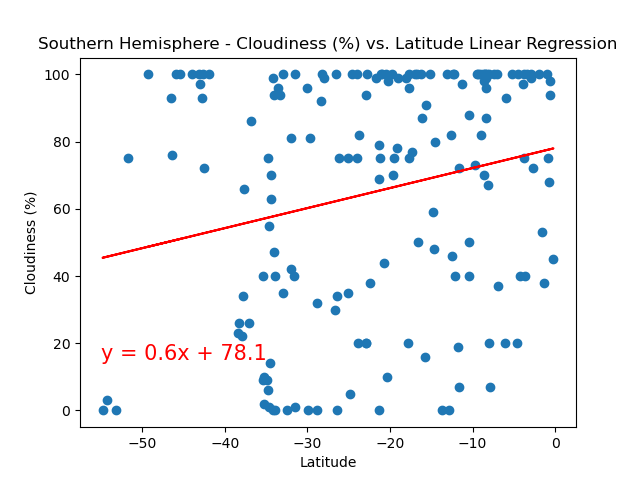 Southern Hemisphere - Cloudiness (%) vs. Latitude Linear Regression
100
80
60
40
20
0
Cloudiness (%)
y = 0.6x + 78.1
−50 −40 −30 −20 −10 0
Latitude